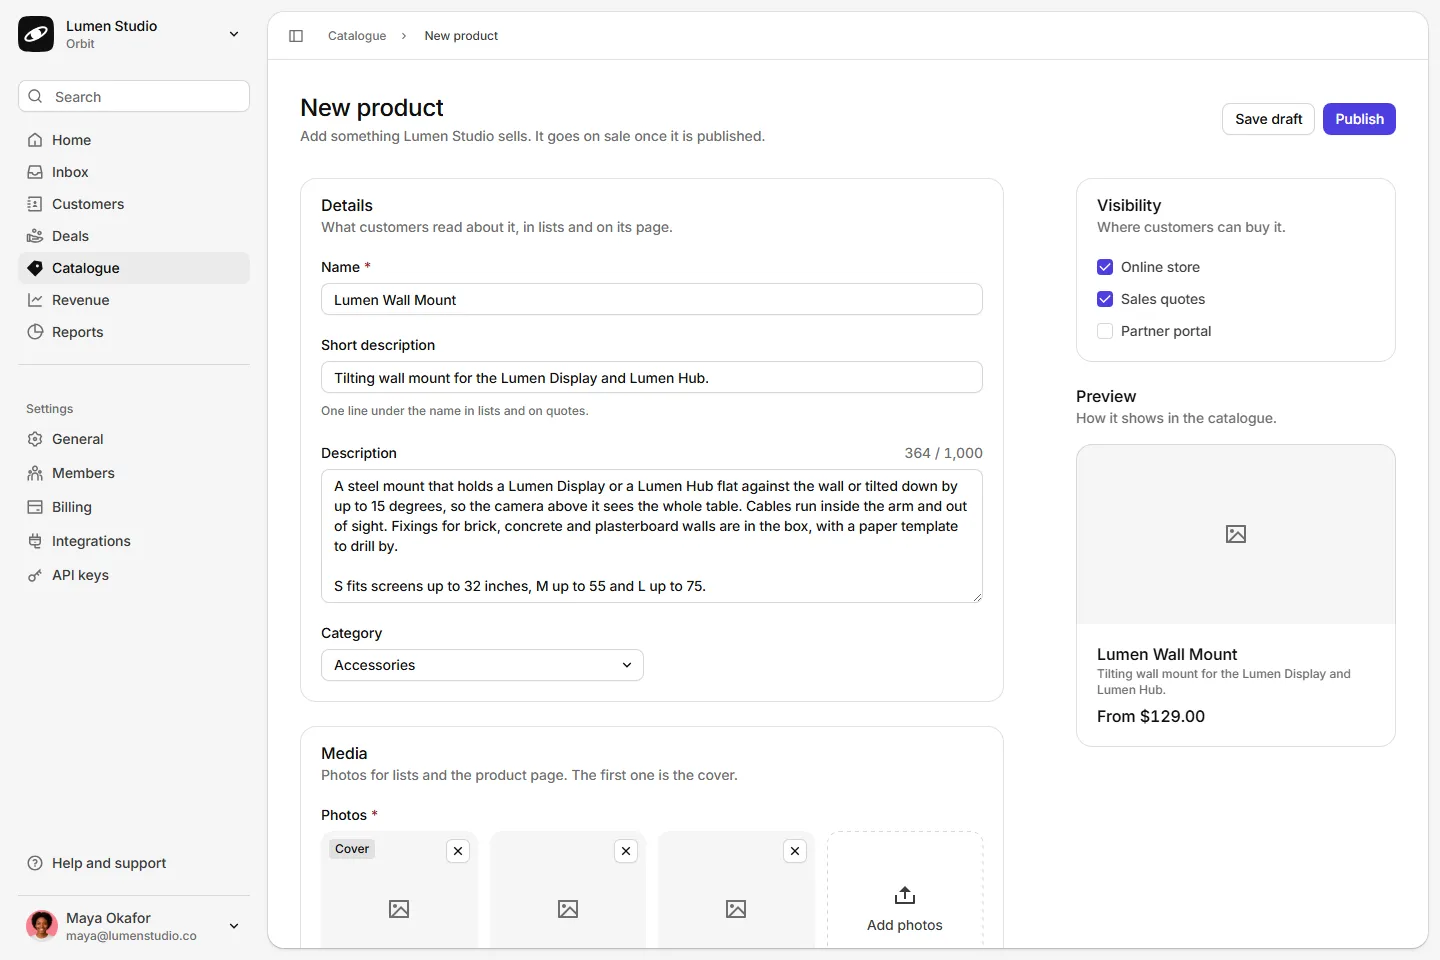 Lumen Studio
Orbit
Search
Home
Inbox
Customers
Deals
Catalogue
Revenue
Reports
Settings
General
Members
Billing
Integrations
API keys
Help and support
Maya Okafor
maya@lumenstudio.co
Catalogue
New product
New product
Add something Lumen Studio sells. It goes on sale once it is published.
Save draft
Publish
Details
What customers read about it, in lists and on its page.
Name *
Lumen Wall Mount
Short description
Tilting wall mount for the Lumen Display and Lumen Hub.
One line under the name in lists and on quotes.
Description
364 / 1,000
A steel mount that holds a Lumen Display or a Lumen Hub flat against the wall or tilted down by
up to 15 degrees, so the camera above it sees the whole table. Cables run inside the arm and out
of sight. Fixings for brick, concrete and plasterboard walls are in the box, with a paper template
to drill by.
S fits screens up to 32 inches, M up to 55 and L up to 75.
Category
Accessories
Media
Photos for lists and the product page. The first one is the cover.
Photos *
Cover
Add photos
Visibility
Where customers can buy it.
Online store
Sales quotes
Partner portal
Preview
How it shows in the catalogue.
Lumen Wall Mount
Tilting wall mount for the Lumen Display and
Lumen Hub.
From $129.00